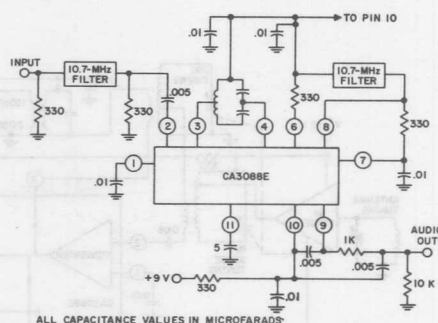 .01
.01
TO PIN 10
INPUT
10.7-MHz
FILTER
.005
330
330
330
10.7-MHz
FILTER
330
2
3
4
6
8
1
7
.01
CA3088E
.01
11
10
9
5
.005
1K
.005
AUDIO
OUT
+9 V
330
.01
10 K
ALL CAPACITANCE VALUES IN MICROFARADS